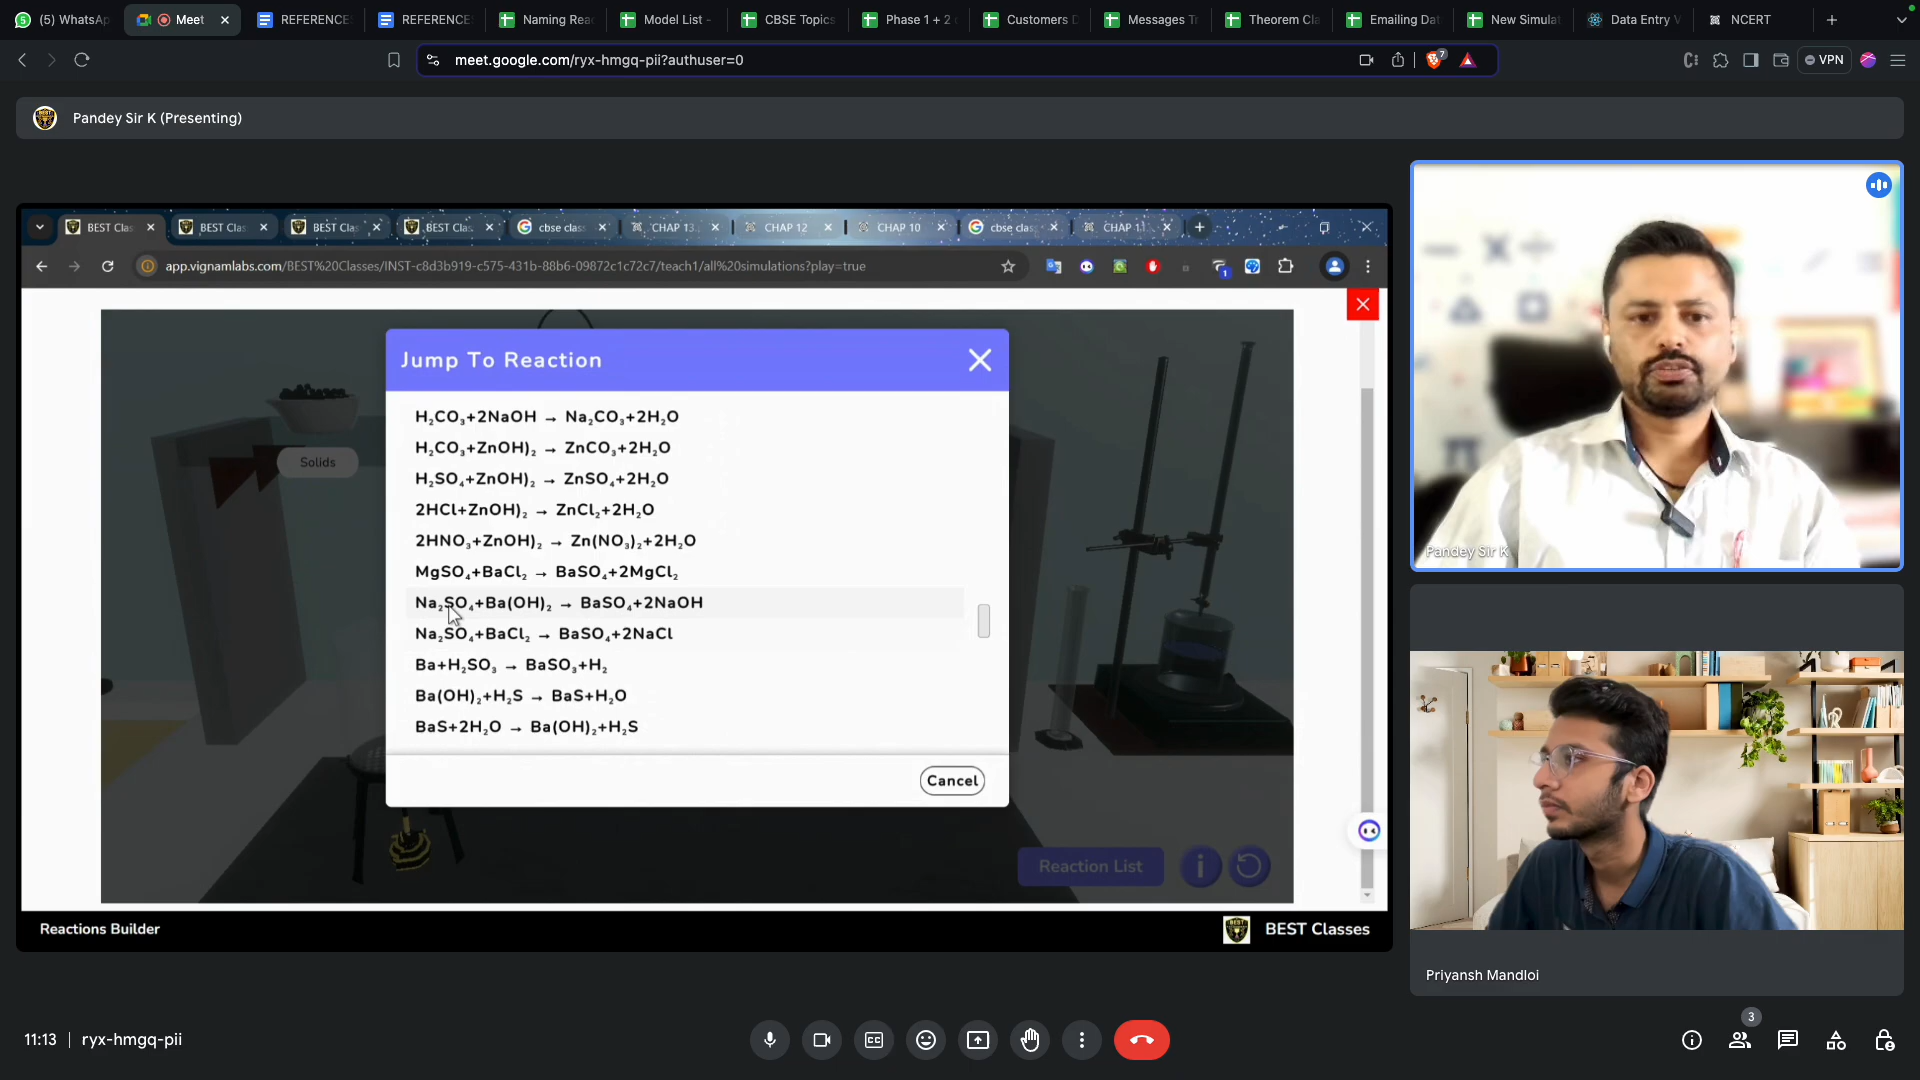 (5) WhatsAp
Meet
REFERENCE
REFERENCE
Naming Rea
Model List -
CBSE Topics
Phase 1 + 2
Customers D
Messages Ti
Theorem Cla
Emailing Dat
New Simulat
Data Entry V
NCERT
meet.google.com/ryx-hmgq-pii?authuser=0
7
VPN
Pandey Sir K (Presenting)
BEST Clas
BEST Clas
BEST Clas
BEST Clas
cbse class
CHAP 13.
CHAP 12
CHAP 10
cbse clas
CHAP 11.
app.vignamlabs.com/BEST%20Classes/INST-c8d3b919-c575-431b-88b6-09872c1c72c7/teach1/all%20simulations?play=true
1
Jump To Reaction
H₂CO₃+2NaOH → Na₂CO₃+2H₂O
H₂CO₃+ZnOH)₂ → ZnCO₃+2H₂O
Solids
H₂SO₄+ZnOH)₂ → ZnSO₄+2H₂O
2HCl+ZnOH)₂ → ZnCl₂+2H₂O
2HNO₃+ZnOH)₂ → Zn(NO₃)₂+2H₂O
MgSO₄+BaCl₂ → BaSO₄+2MgCl₂
Na₂SO₄+Ba(OH)₂ → BaSO₄+2NaOH
Na₂SO₄+BaCl₂ → BaSO₄+2NaCl
Ba+H₂SO₃ → BaSO₃+H₂
Ba(OH)₂+H₂S → BaS+H₂O
BaS+2H₂O → Ba(OH)₂+H₂S
Cancel
Reaction List
i
Reactions Builder
BEST Classes
Pandey Sir K
Priyansh Mandloi
11:13 | ryx-hmgq-pii
3